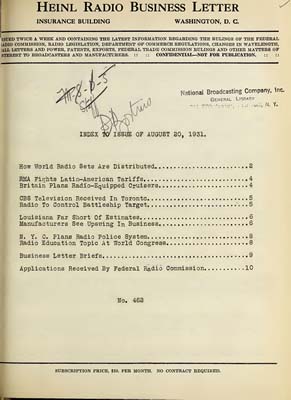 HEINL RADIO BUSINESS LETTER
INSURANCE BUILDING WASHINGTON, D. C.
ISSUED TWICE A WEEK AND CONTAINING THE LATEST INFORMATION REGARDING THE RULINGS OF THE FEDERAL
RADIO COMMISSION, RADIO LEGISLATION, DEPARTMENT OF COMMERCE REGULATIONS, CHANGES IN WAVELENGTH,
CALL LETTERS AND POWER, PATENTS, EXPORTS, FEDERAL TRADE COMMISSION RULINGS AND OTHER MATTERS OF
INTEREST TO BROADCASTERS AND MANUFACTURERS. :: :: CONFIDENTIAL—NOT FOR PUBLICATION. :: ::
National Broadcasting Company, Inc.
GENERAL LIBRARY
N. Y.
INDEX TO ISSUE OF AUGUST 20, 1931.
How World Radio Sets Are Distributed........................2
RMA Fights Latin-American Tariffs...........................4
Britain Plans Radio-Equipped Cruisers.......................4
CBS Television Received In Toronto..........................5
Radio To Control Battleship Target..........................5
Louisiana Far Short Of Estimates............................6
Manufacturers See Upswing In Business.......................6
N. Y. C. Plans Radio Police System..........................8
Radio Education Topic At World Congress.....................8
Business Letter Briefs......................................9
Applications Received By Federal Radio Commission..........10
No. 462
SUBSCRIPTION PRICE, $10. PER MONTH. NO CONTRACT REQUIRED.